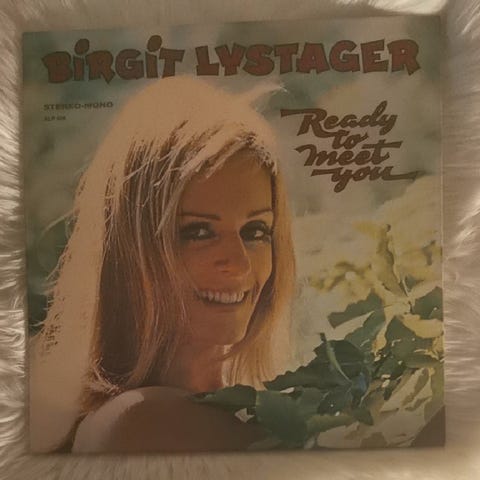 BiRGiT LYSTAGER
STEREO-MONO
Ready
to
meet
you